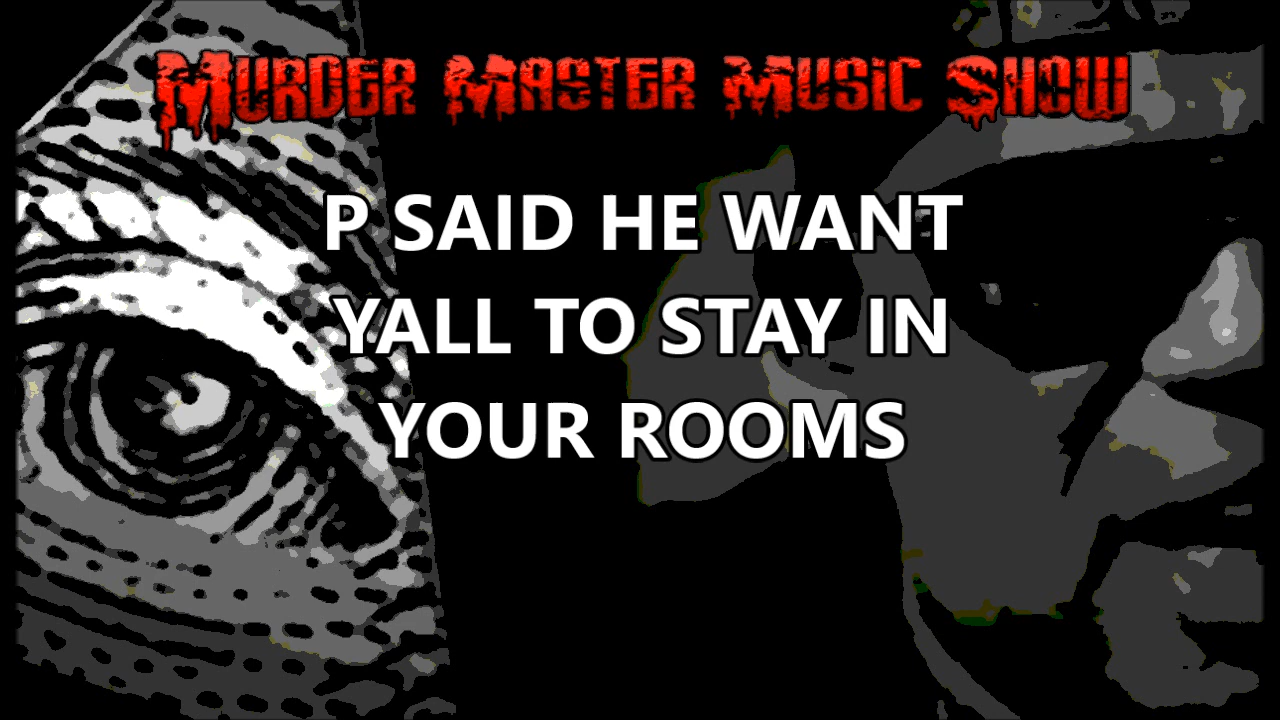 MURDER MASTER MUSIC SHOW
P SAID HE WANT
YALL TO STAY IN
YOUR ROOMS